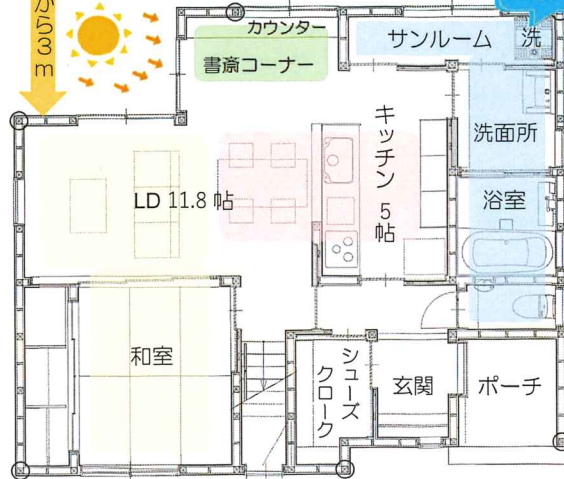 から3m
カウンター
書斎コーナー
サンルーム
洗
洗面所
キッチン 5帖
浴室
LD 11.8 帖
和室
シューズ
クローク
玄関
ポーチ